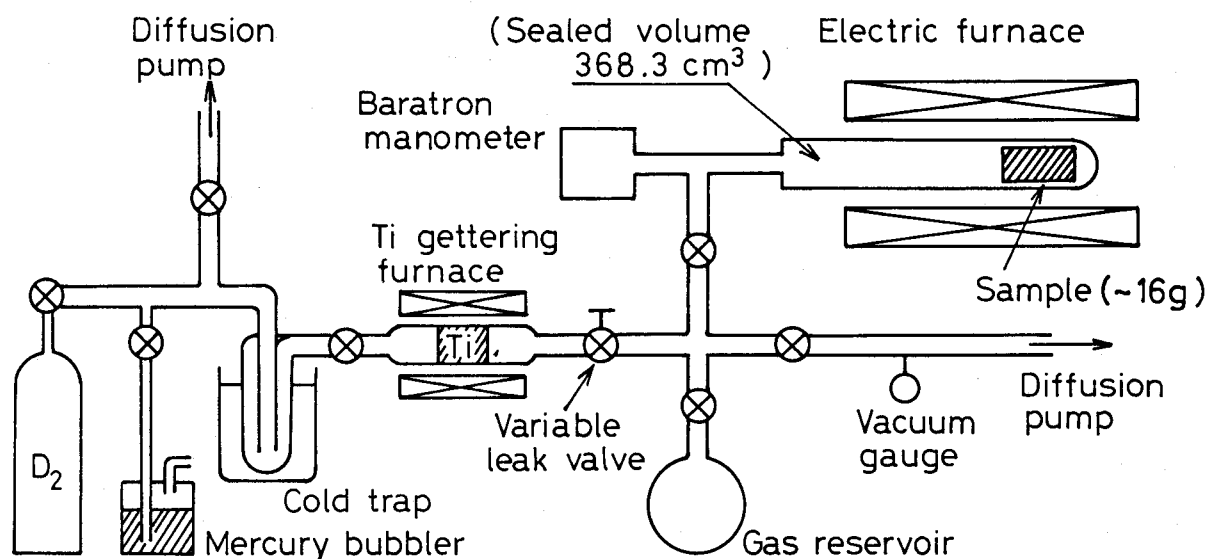 Diffusion
pump
(Sealed volume
368.3 cm³ )
Electric furnace
Baratron
manometer
Ti gettering
furnace
Sample (~16g)
Ti
D₂
Variable
leak valve
Vacuum
gauge
Diffusion
pump
Cold trap
Mercury bubbler
Gas reservoir